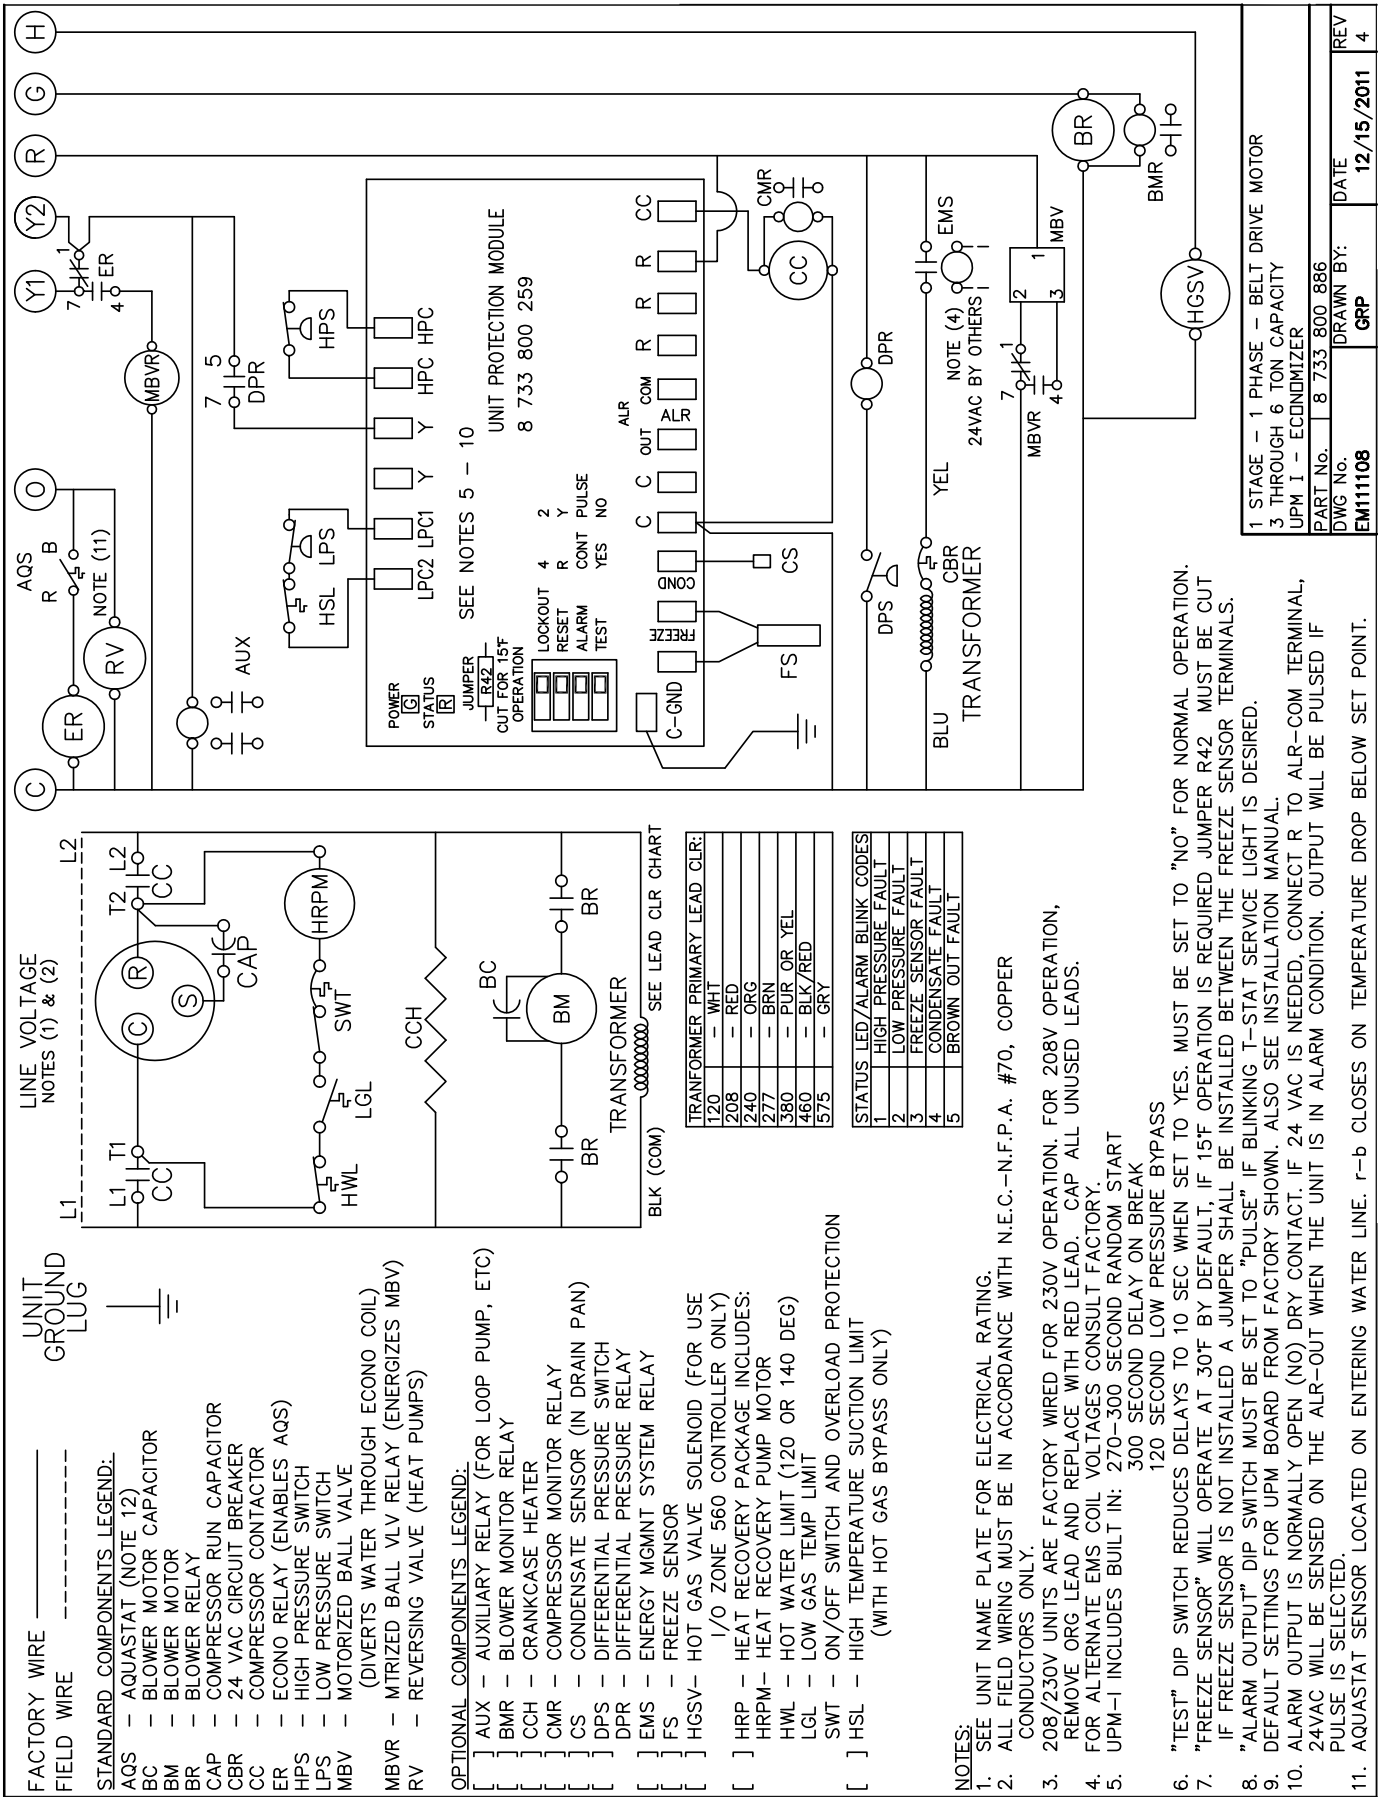 FACTORY WIRE
FIELD WIRE
UNIT
GROUND
LUG
STANDARD COMPONENTS LEGEND:
AQS – AQUASTAT (NOTE 12)
BC – BLOWER MOTOR CAPACITOR
BM – BLOWER MOTOR
BR – BLOWER RELAY
CAP – COMPRESSOR RUN CAPACITOR
CBR – 24 VAC CIRCUIT BREAKER
CC – COMPRESSOR CONTACTOR
ER – ECONO RELAY (ENABLES AQS)
HPS – HIGH PRESSURE SWITCH
LPS – LOW PRESSURE SWITCH
MBV – MOTORIZED BALL VALVE
(DIVERTS WATER THROUGH ECONO COIL)
MBVR – MTRIZED BALL VLV RELAY (ENERGIZES MBV)
RV – REVERSING VALVE (HEAT PUMPS)
OPTIONAL COMPONENTS LEGEND:
[ ] AUX – AUXILIARY RELAY (FOR LOOP PUMP, ETC)
[ ] BMR – BLOWER MONITOR RELAY
[ ] CCH – CRANKCASE HEATER
[ ] CMR – COMPRESSOR MONITOR RELAY
[ ] CS – CONDENSATE SENSOR (IN DRAIN PAN)
[ ] DPS – DIFFERENTIAL PRESSURE SWITCH
DPR – DIFFERENTIAL PRESSURE RELAY
[ ] EMS – ENERGY MGMNT SYSTEM RELAY
[ ] FS – FREEZE SENSOR
[ ] HGSV– HOT GAS VALVE SOLENOID (FOR USE
I/O ZONE 560 CONTROLLER ONLY)
[ ] HRP – HEAT RECOVERY PACKAGE INCLUDES:
HRPM– HEAT RECOVERY PUMP MOTOR
HWL – HOT WATER LIMIT (120 OR 140 DEG)
LGL – LOW GAS TEMP LIMIT
SWT – ON/OFF SWITCH AND OVERLOAD PROTECTION
[ ] HSL – HIGH TEMPERATURE SUCTION LIMIT
(WITH HOT GAS BYPASS ONLY)
NOTES:
1. SEE UNIT NAME PLATE FOR ELECTRICAL RATING.
2. ALL FIELD WIRING MUST BE IN ACCORDANCE WITH N.E.C.–N.F.P.A. #70, COPPER
CONDUCTORS ONLY.
3. 208/230V UNITS ARE FACTORY WIRED FOR 230V OPERATION. FOR 208V OPERATION,
REMOVE ORG LEAD AND REPLACE WITH RED LEAD. CAP ALL UNUSED LEADS.
4. FOR ALTERNATE EMS COIL VOLTAGES CONSULT FACTORY.
5. UPM–I INCLUDES BUILT IN: 270–300 SECOND RANDOM START
300 SECOND DELAY ON BREAK
120 SECOND LOW PRESSURE BYPASS
6. "TEST" DIP SWITCH REDUCES DELAYS TO 10 SEC WHEN SET TO YES. MUST BE SET TO "NO" FOR NORMAL OPERATION.
7. "FREEZE SENSOR" WILL OPERATE AT 30°F BY DEFAULT, IF 15°F OPERATION IS REQUIRED JUMPER R42 MUST BE CUT
IF FREEZE SENSOR IS NOT INSTALLED A JUMPER SHALL BE INSTALLED BETWEEN THE FREEZE SENSOR TERMINALS.
8. "ALARM OUTPUT" DIP SWITCH MUST BE SET TO "PULSE" IF BLINKING T–STAT SERVICE LIGHT IS DESIRED.
9. DEFAULT SETTINGS FOR UPM BOARD FROM FACTORY SHOWN. ALSO SEE INSTALLATION MANUAL.
10. ALARM OUTPUT IS NORMALLY OPEN (NO) DRY CONTACT. IF 24 VAC IS NEEDED, CONNECT R TO ALR–COM TERMINAL,
24VAC WILL BE SENSED ON THE ALR–OUT WHEN THE UNIT IS IN ALARM CONDITION. OUTPUT WILL BE PULSED IF
PULSE IS SELECTED.
11. AQUASTAT SENSOR LOCATED ON ENTERING WATER LINE. r–b CLOSES ON TEMPERATURE DROP BELOW SET POINT.
LINE VOLTAGE
NOTES (1) & (2)
L1 L2
L1 T1 T2 L2
CC CC
C R
S
CAP
HWL LGL SWT HRPM
CCH
BC
BR BM BR
TRANSFORMER
BLK (COM) SEE LEAD CLR CHART
TRANFORMER PRIMARY LEAD CLR:
120 – WHT
208 – RED
240 – ORG
277 – BRN
380 – PUR OR YEL
460 – BLK/RED
575 – GRY
STATUS LED/ALARM BLINK CODES
1 HIGH PRESSURE FAULT
2 LOW PRESSURE FAULT
3 FREEZE SENSOR FAULT
4 CONDENSATE FAULT
5 BROWN OUT FAULT
C O Y1 Y2 R G H
AQS
R B
ER
NOTE (11)
RV
7 1
4
ER
MBVR
AUX
7 5
DPR
HSL LPS HPS
LPC2 LPC1 Y Y HPC HPC
SEE NOTES 5 – 10
UNIT PROTECTION MODULE
8 733 800 259
POWER
G
STATUS
R
JUMPER
R42
CUT FOR 15°F
OPERATION
LOCKOUT 4 2
RESET R Y
ALARM CONT PULSE
TEST YES NO
ALR
C-GND FREEZE COND C C OUT COM R R R CC
ALR
FS CS
CC CMR
DPS DPR
BLU CBR YEL EMS
TRANSFORMER
NOTE (4)
24VAC BY OTHERS
7 1
4
MBVR
2 1
3
MBV
BR
BMR
HGSV
1 STAGE – 1 PHASE – BELT DRIVE MOTOR
3 THROUGH 6 TON CAPACITY
UPM I – ECONOMIZER
PART No. 8 733 800 886
DWG No. DRAWN BY: DATE REV
EM111108 GRP 12/15/2011 4